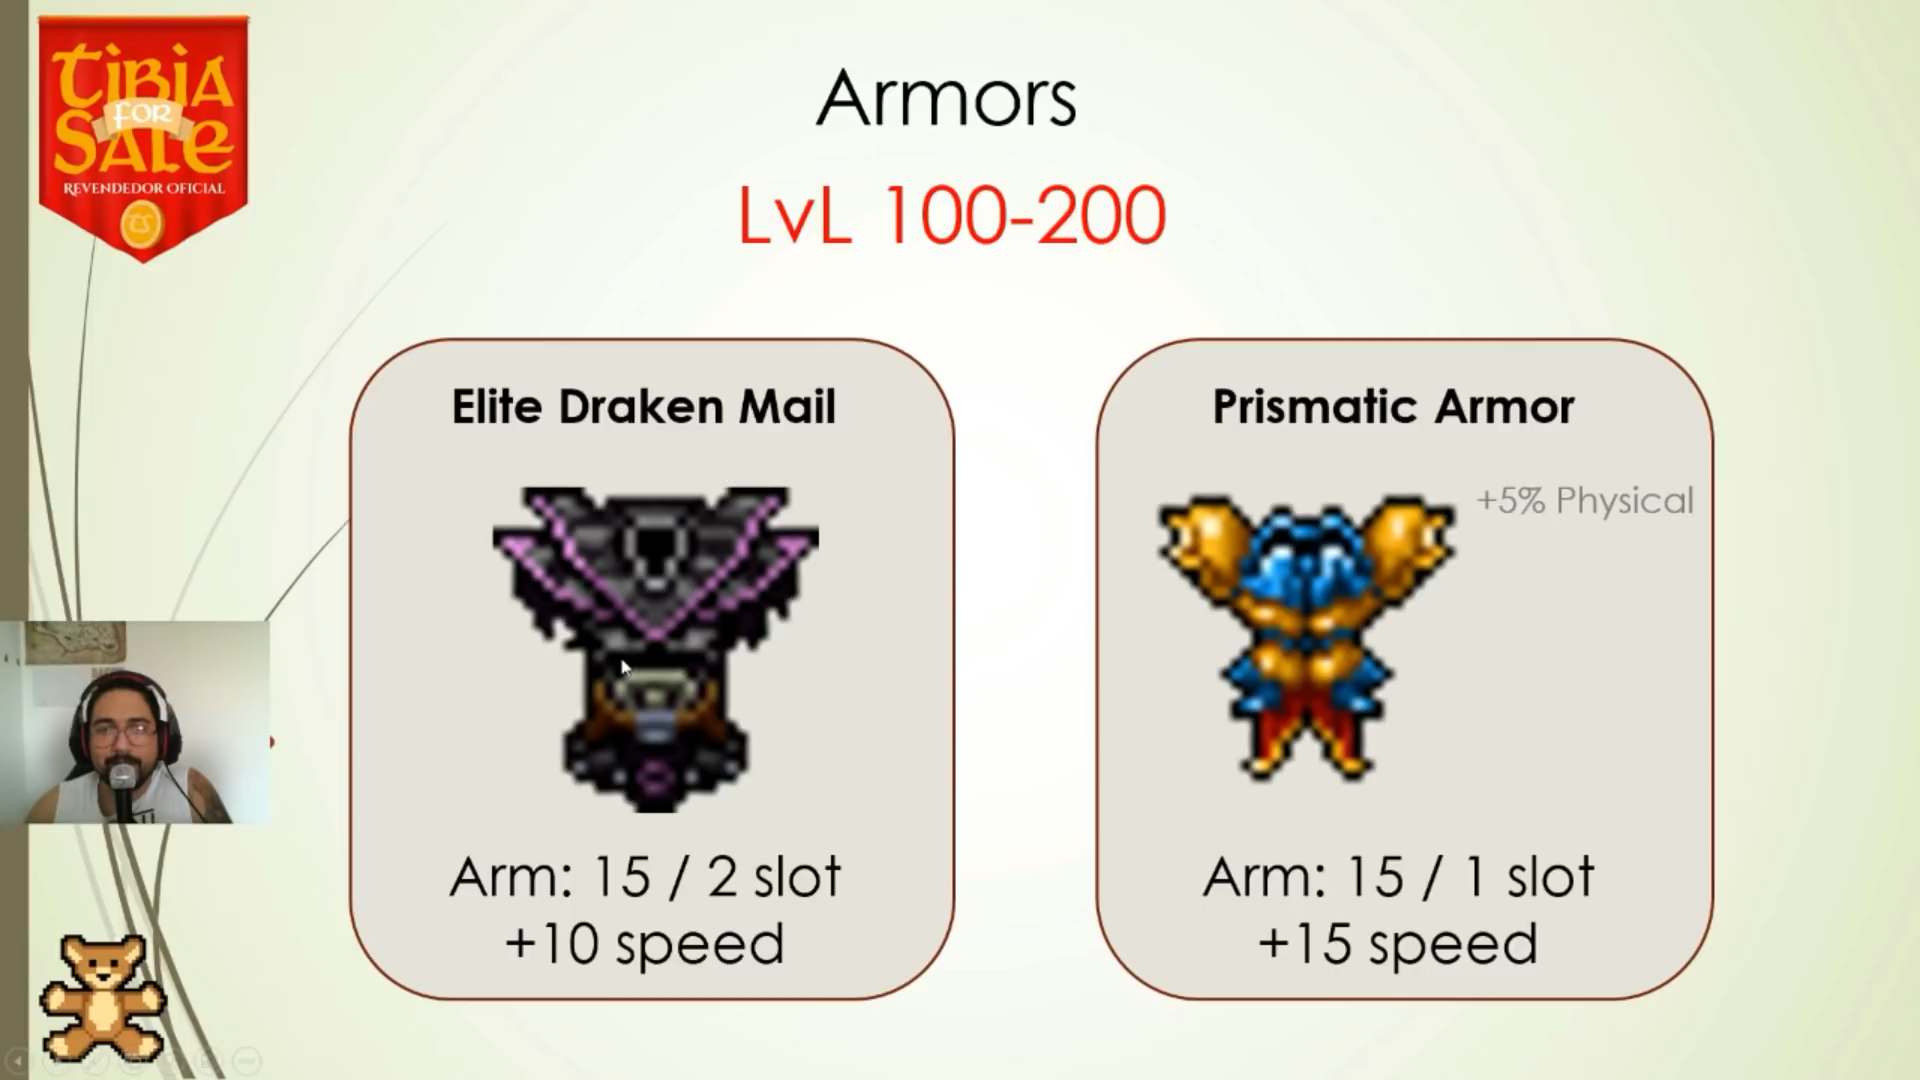 TIBIA
FOR
SALE
REVENDEDOR OFICIAL
Armors
LvL 100-200
Elite Draken Mail
Arm: 15 / 2 slot
+10 speed
Prismatic Armor
+5% Physical
Arm: 15 / 1 slot
+15 speed